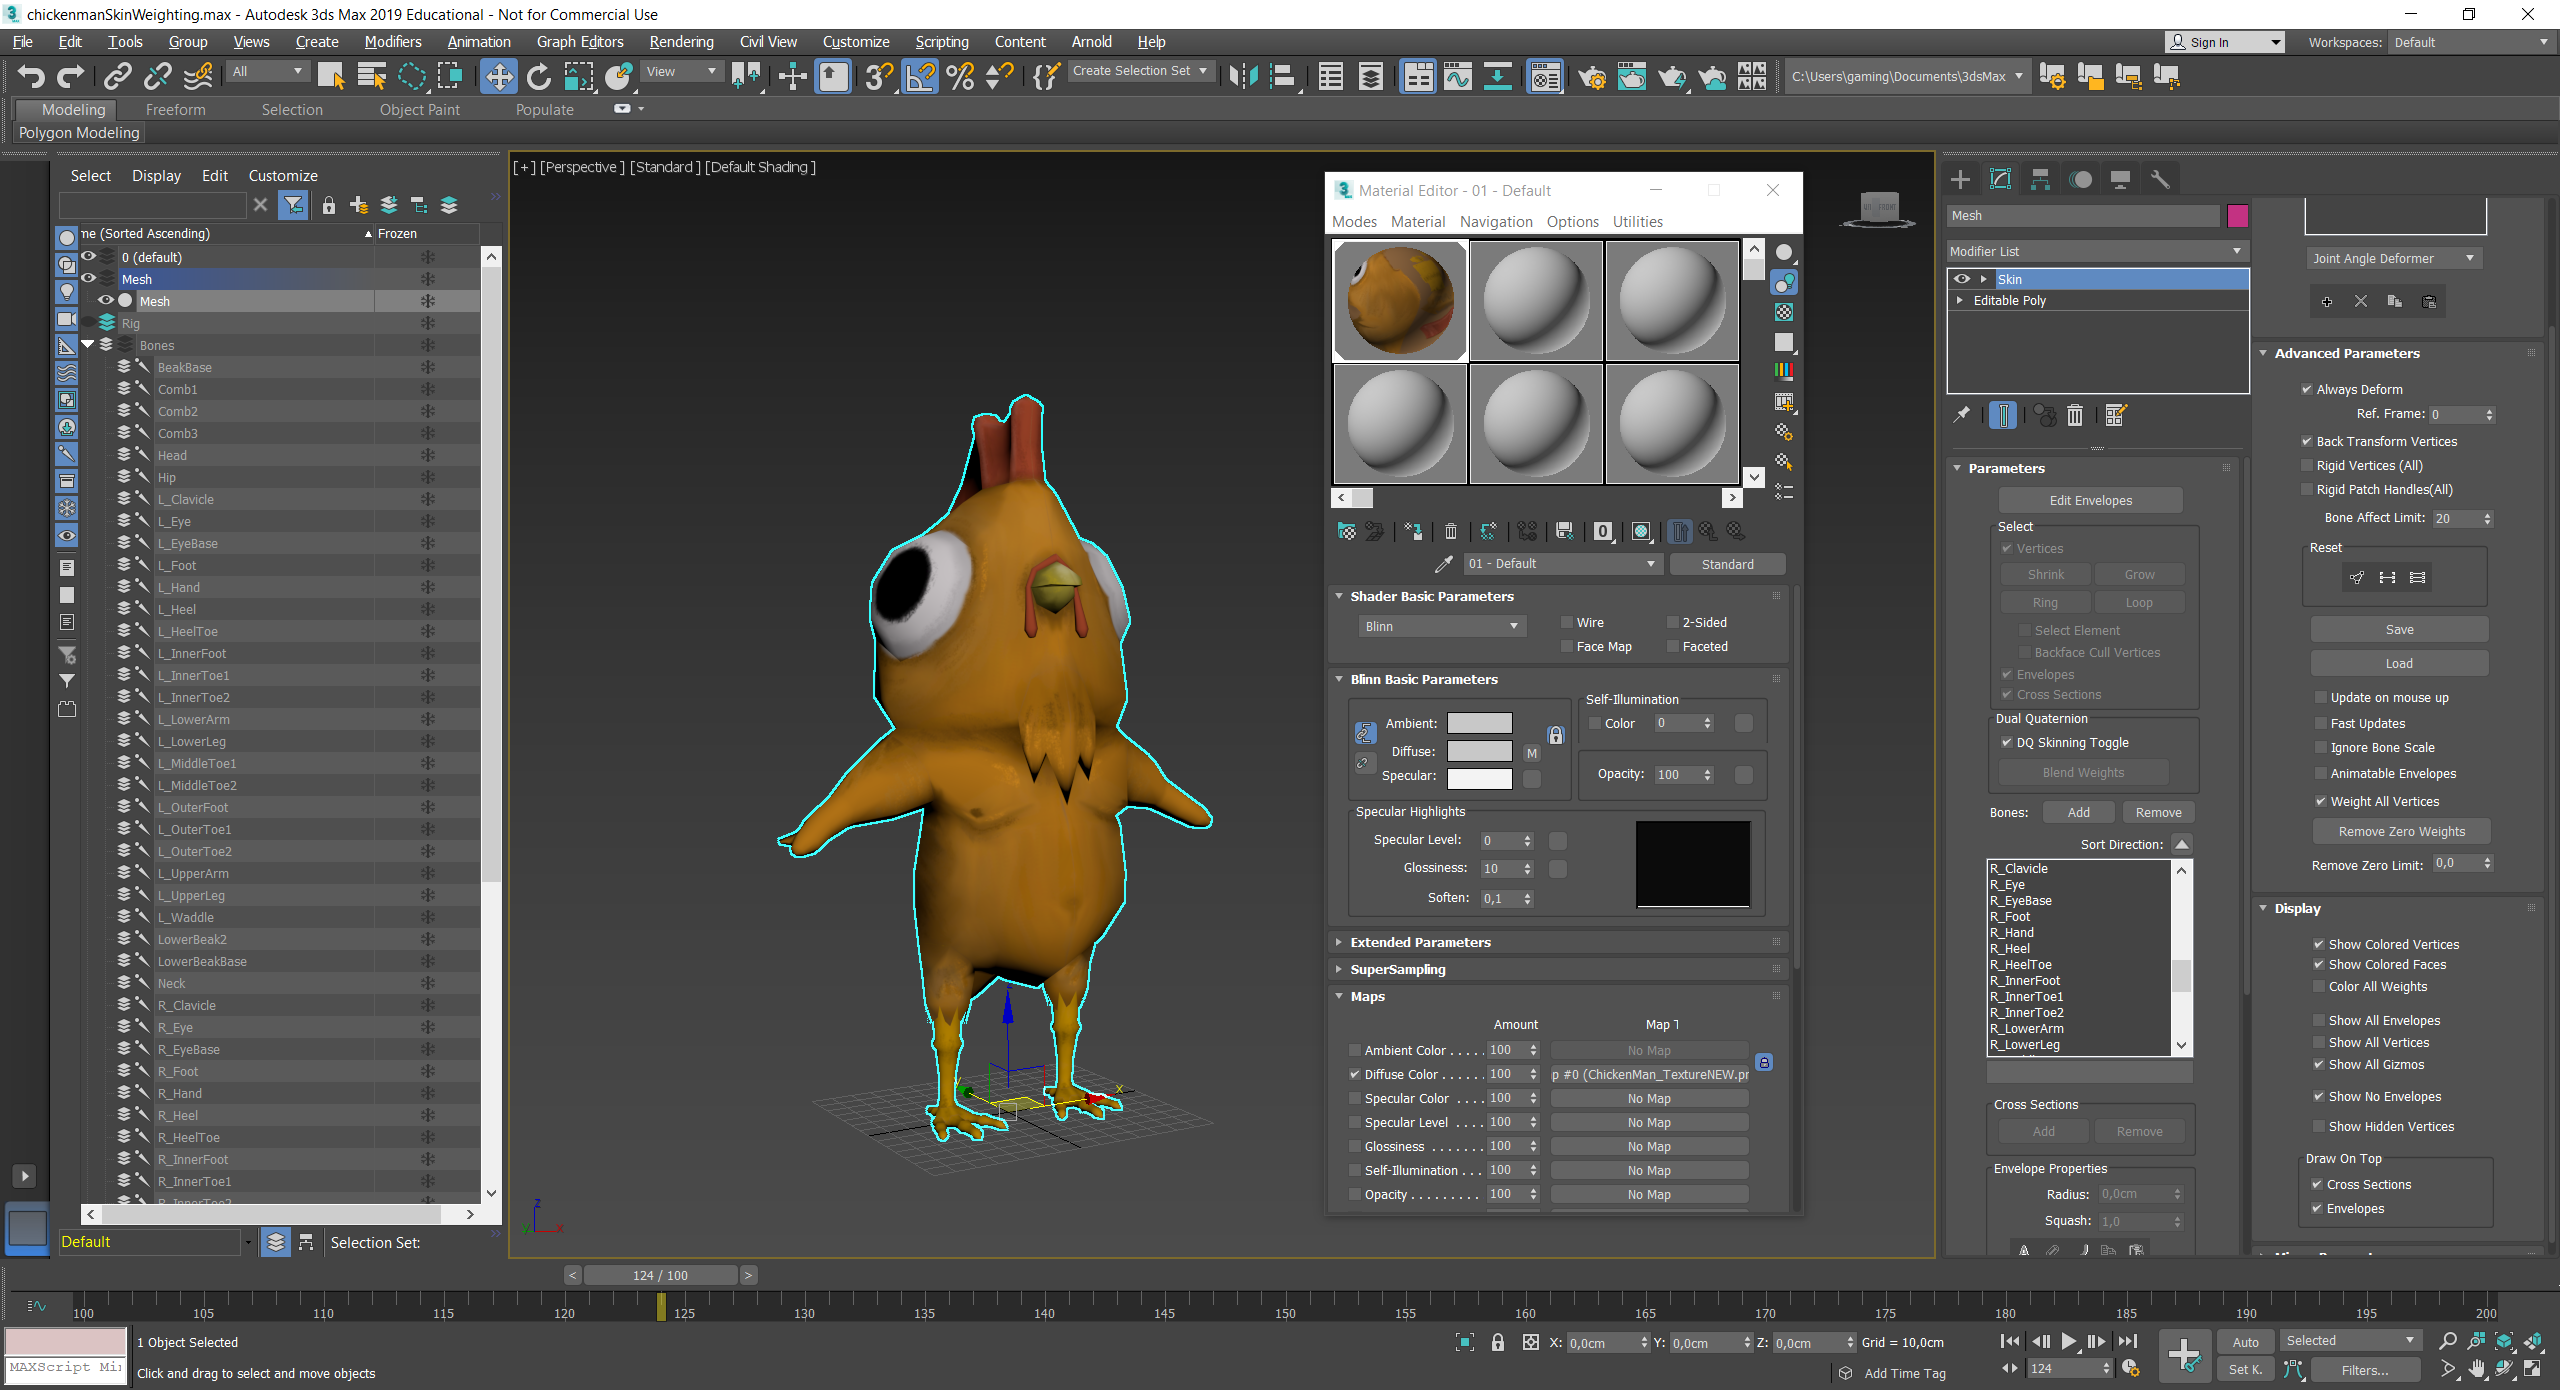 chickenmanSkinWeighting.max - Autodesk 3ds Max 2019 Educational - Not for Commercial Use
File Edit Tools Group Views Create Modifiers Animation Graph Editors Rendering Civil View Customize Scripting Content Arnold Help
Sign In Workspaces: Default
All View Create Selection Set C:\Users\gaming\Documents\3dsMax
Modeling Freeform Selection Object Paint Populate
Polygon Modeling
Select Display Edit Customize
me (Sorted Ascending) Frozen
0 (default)
Mesh
Mesh
Rig
Bones
BeakBase
Comb1
Comb2
Comb3
Head
Hip
L_Clavicle
L_Eye
L_EyeBase
L_Foot
L_Hand
L_Heel
L_HeelToe
L_InnerFoot
L_InnerToe1
L_InnerToe2
L_LowerArm
L_LowerLeg
L_MiddleToe1
L_MiddleToe2
L_OuterFoot
L_OuterToe1
L_OuterToe2
L_UpperArm
L_UpperLeg
L_Waddle
LowerBeak2
LowerBeakBase
Neck
R_Clavicle
R_Eye
R_EyeBase
R_Foot
R_Hand
R_Heel
R_HeelToe
R_InnerFoot
R_InnerToe1
R_InnerToe2
Default Selection Set:
[+] [Perspective ] [Standard ] [Default Shading ]
FRONT
x
z
y x
Material Editor - 01 - Default
Modes Material Navigation Options Utilities
01 - Default Standard
Shader Basic Parameters
Blinn Wire 2-Sided
Face Map Faceted
Blinn Basic Parameters
Self-Illumination
Ambient: Color 0
Diffuse: M
Specular: Opacity: 100
Specular Highlights
Specular Level: 0
Glossiness: 10
Soften: 0,1
Extended Parameters
SuperSampling
Maps
Amount Map T
Ambient Color . . . . . 100 No Map
Diffuse Color . . . . . . 100 p #0 (ChickenMan_TextureNEW.pr
Specular Color . . . . 100 No Map
Specular Level . . . . 100 No Map
Glossiness . . . . . . . 100 No Map
Self-Illumination . . . 100 No Map
Opacity . . . . . . . . . 100 No Map
Mesh
Modifier List
Skin
Editable Poly
Parameters
Edit Envelopes
Select
Vertices
Shrink Grow
Ring Loop
Select Element
Backface Cull Vertices
Envelopes
Cross Sections
Dual Quaternion
DQ Skinning Toggle
Blend Weights
Bones: Add Remove
Sort Direction:
R_Clavicle
R_Eye
R_EyeBase
R_Foot
R_Hand
R_Heel
R_HeelToe
R_InnerFoot
R_InnerToe1
R_InnerToe2
R_LowerArm
R_LowerLeg
Cross Sections
Add Remove
Envelope Properties
Radius: 0,0cm
Squash: 1,0
Joint Angle Deformer
Advanced Parameters
Always Deform
Ref. Frame: 0
Back Transform Vertices
Rigid Vertices (All)
Rigid Patch Handles(All)
Bone Affect Limit: 20
Reset
Save
Load
Update on mouse up
Fast Updates
Ignore Bone Scale
Animatable Envelopes
Weight All Vertices
Remove Zero Weights
Remove Zero Limit: 0,0
Display
Show Colored Vertices
Show Colored Faces
Color All Weights
Show All Envelopes
Show All Vertices
Show All Gizmos
Show No Envelopes
Show Hidden Vertices
Draw On Top
Cross Sections
Envelopes
< 124 / 100 >
100 105 110 115 120 125 130 135 140 145 150 155 160 165 170 175 180 185 190 195 200
1 Object Selected
X: 0,0cm Y: 0,0cm Z: 0,0cm Grid = 10,0cm
Auto Selected
MAXScript Mi
Click and drag to select and move objects
Add Time Tag
124
Set K. Filters...